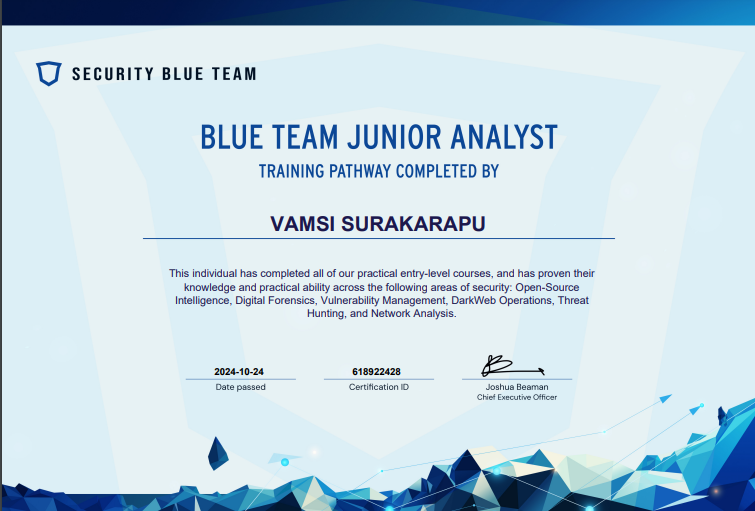 SECURITY BLUE TEAM
BLUE TEAM JUNIOR ANALYST
TRAINING PATHWAY COMPLETED BY
VAMSI SURAKARAPU
This individual has completed all of our practical entry-level courses, and has proven their
knowledge and practical ability across the following areas of security: Open-Source
Intelligence, Digital Forensics, Vulnerability Management, DarkWeb Operations, Threat
Hunting, and Network Analysis.
2024-10-24 618922428
Date passed Certification ID Joshua Beaman
Chief Executive Officer